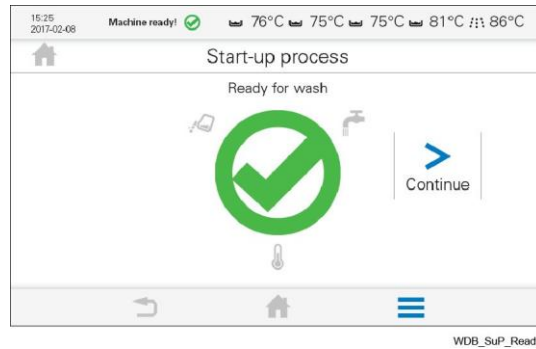 15:25
2017-02-08
Machine ready!
76°C 75°C 75°C 81°C 86°C
Start-up process
Ready for wash
>
Continue
WDB_SuP_Read